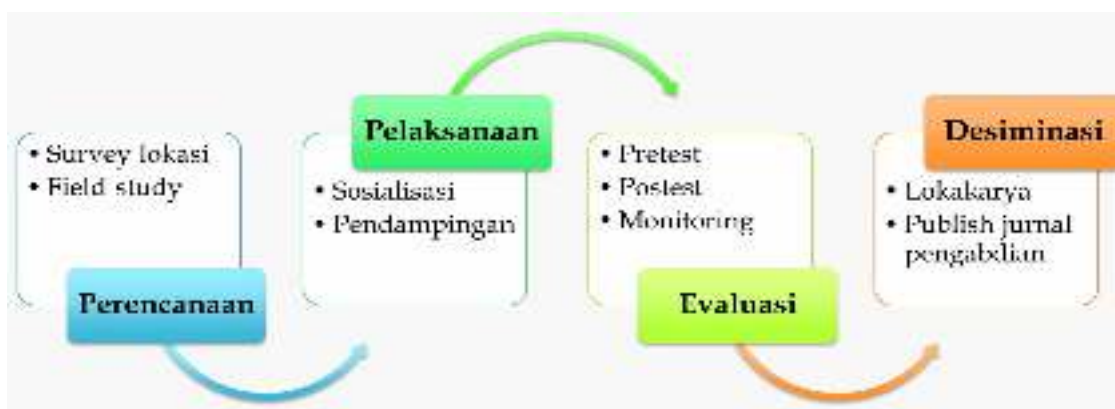 • Survey lokasi
• Field study
Perencanaan
Pelaksanaan
• Sosialisasi
• Pendampingan
• Pretest
• Postest
• Monitoring
Evaluasi
Desiminasi
• Lokakarya
• Publish jurnal
pengabdian